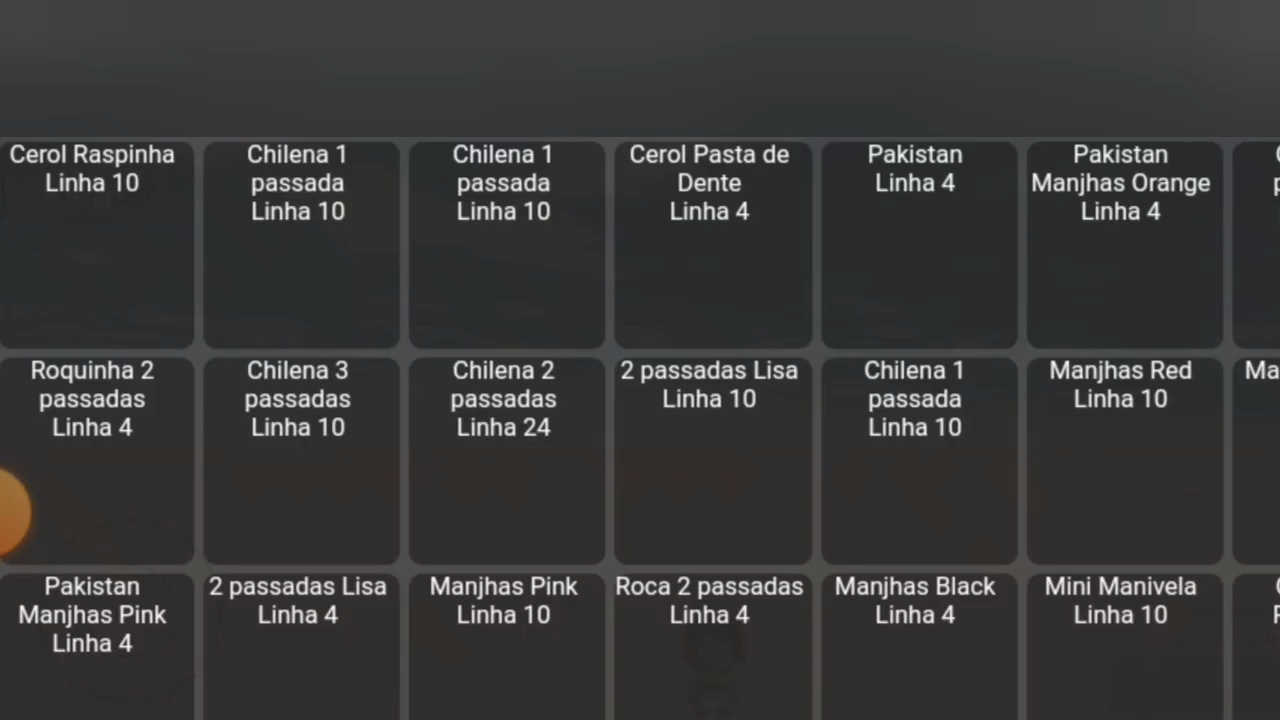 Cerol Raspinha
Linha 10
Chilena 1
passada
Linha 10
Chilena 1
passada
Linha 10
Cerol Pasta de
Dente
Linha 4
Pakistan
Linha 4
Pakistan
Manjhas Orange
Linha 4
Roquinha 2
passadas
Linha 4
Chilena 3
passadas
Linha 10
Chilena 2
passadas
Linha 24
2 passadas Lisa
Linha 10
Chilena 1
passada
Linha 10
Manjhas Red
Linha 10
Pakistan
Manjhas Pink
Linha 4
2 passadas Lisa
Linha 4
Manjhas Pink
Linha 10
Roca 2 passadas
Linha 4
Manjhas Black
Linha 4
Mini Manivela
Linha 10